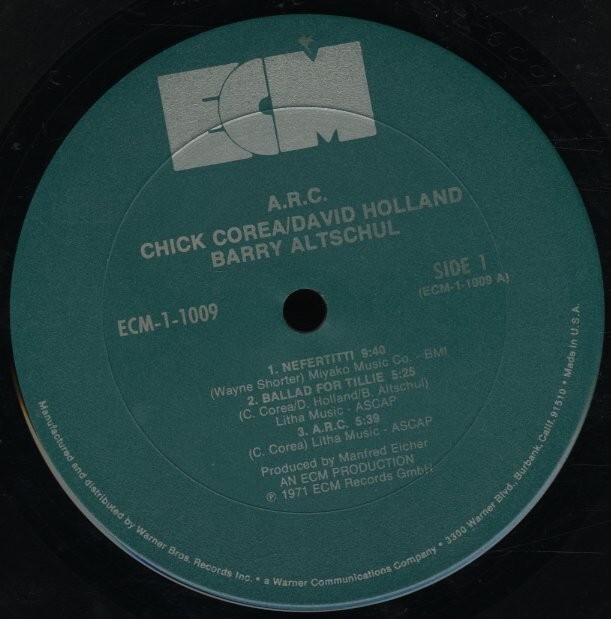 ECM
A.R.C.
CHICK COREA/DAVID HOLLAND
BARRY ALTSCHUL
SIDE 1
(ECM-1-1009 A)
ECM-1-1009
1. NEFERTITTI 9:40
(Wayne Shorter) Miyako Music Co. - BMI
2. BALLAD FOR TILLIE 5:25
(C. Corea/D. Holland/B. Altschul)
Litha Music - ASCAP
3. A.R.C. 5:39
(C. Corea) Litha Music - ASCAP
Produced by Manfred Eicher
AN ECM PRODUCTION
℗ 1971 ECM Records GmbH
Manufactured and distributed by Warner Bros. Records Inc. • a Warner Communications Company • 3300 Warner Blvd., Burbank, Calif. 91510 • Made in U.S.A.